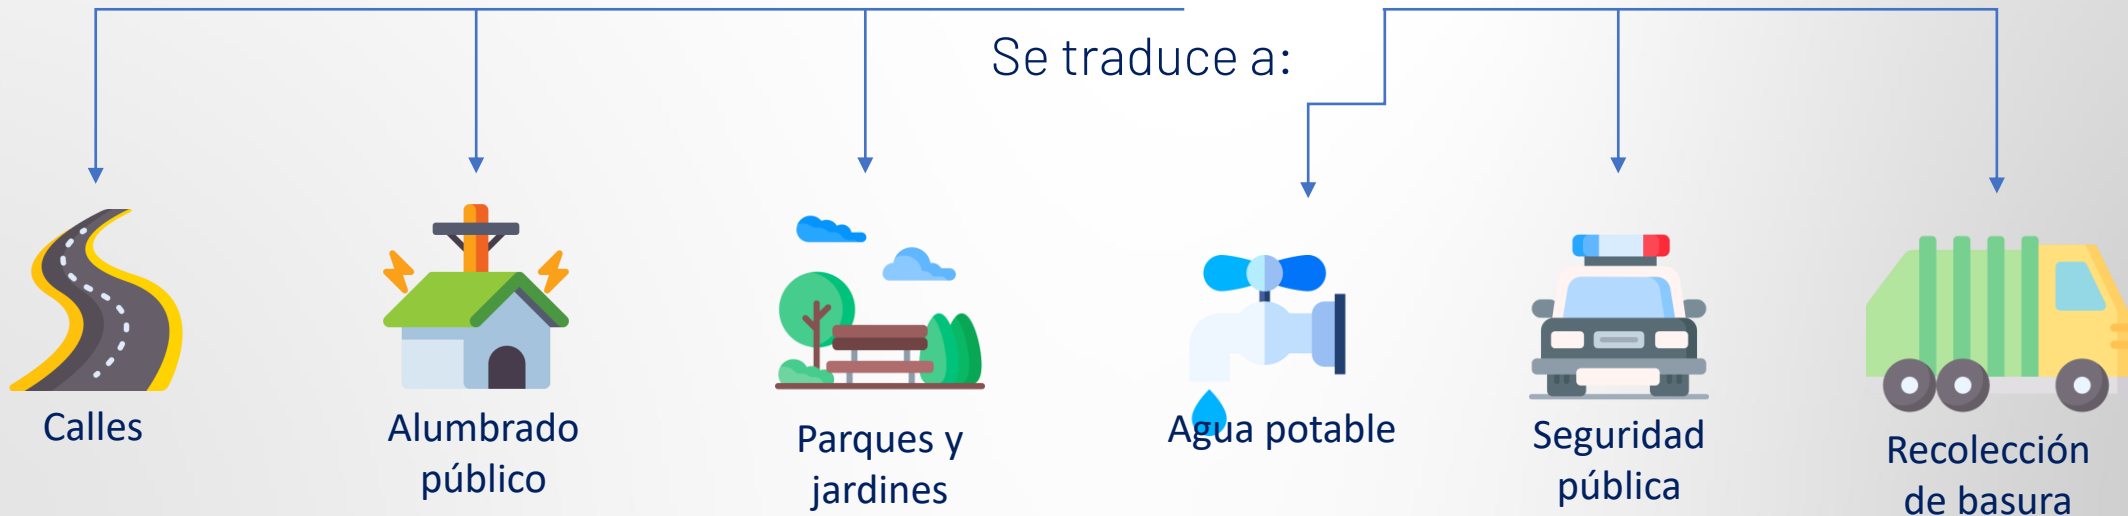 Se traduce a:
Calles
Alumbrado
público
Parques y
jardines
Agua potable
Seguridad
pública
Recolección
de basura